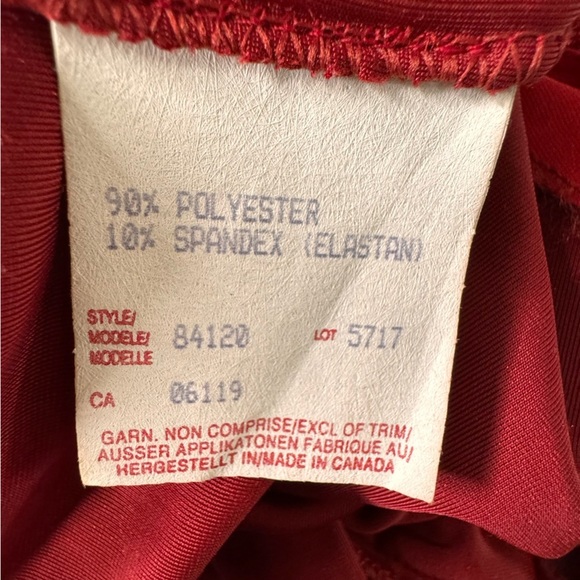 90% POLYESTER
10% SPANDEX (ELASTAN)
STYLE/
MODELE/ 84120 LOT 5717
MODELLE
CA 06119
GARN. NON COMPRISE/EXCL OF TRIM/
AUSSER APPLIKATONEN FABRIQUE AU/
HERGESTELLT IN/MADE IN CANADA